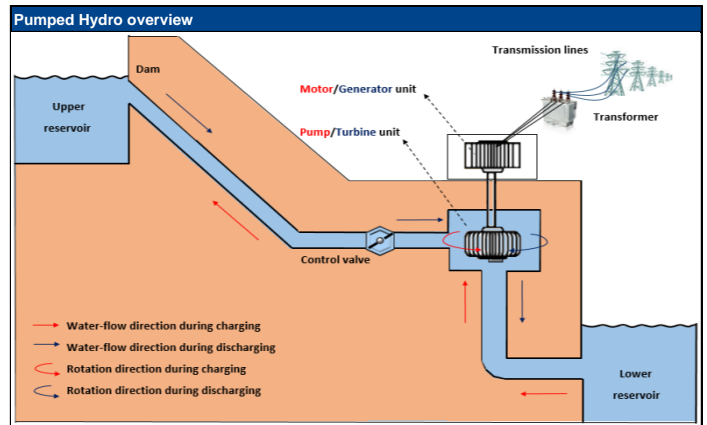 Pumped Hydro overview
Transmission lines
Dam
Motor/Generator unit
Upper
reservoir
Transformer
Pump/Turbine unit
Control valve
Water-flow direction during charging
Water-flow direction during discharging
Rotation direction during charging
Rotation direction during discharging
Lower
reservoir